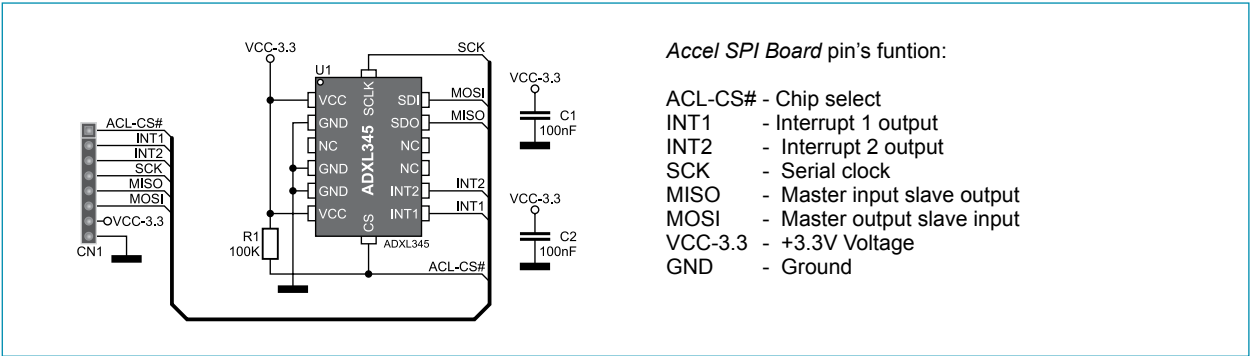 VCC-3.3
SCK
U1
VCC SCLK SDI MOSI
GND SDO MISO
NC NC
GND ADXL345 NC
GND INT2 INT2
VCC CS INT1 INT1
ADXL345
R1
100K
ACL-CS#
ACL-CS#
INT1
INT2
SCK
MISO
MOSI
VCC-3.3
CN1
VCC-3.3
C1
100nF
VCC-3.3
C2
100nF
Accel SPI Board pin's funtion:
ACL-CS# - Chip select
INT1 - Interrupt 1 output
INT2 - Interrupt 2 output
SCK - Serial clock
MISO - Master input slave output
MOSI - Master output slave input
VCC-3.3 - +3.3V Voltage
GND - Ground